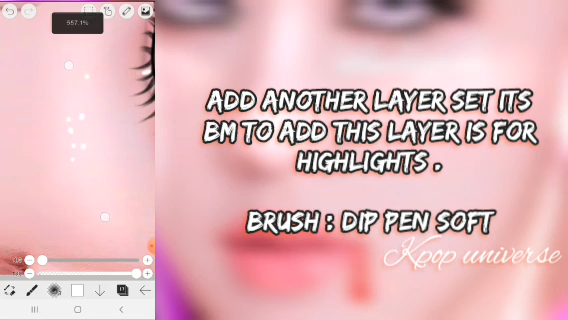 557.1%
ADD ANOTHER LAYER SET ITS
BM TO ADD THIS LAYER IS FOR
HIGHLIGHTS .
BRUSH : DIP PEN SOFT
Kpop universe